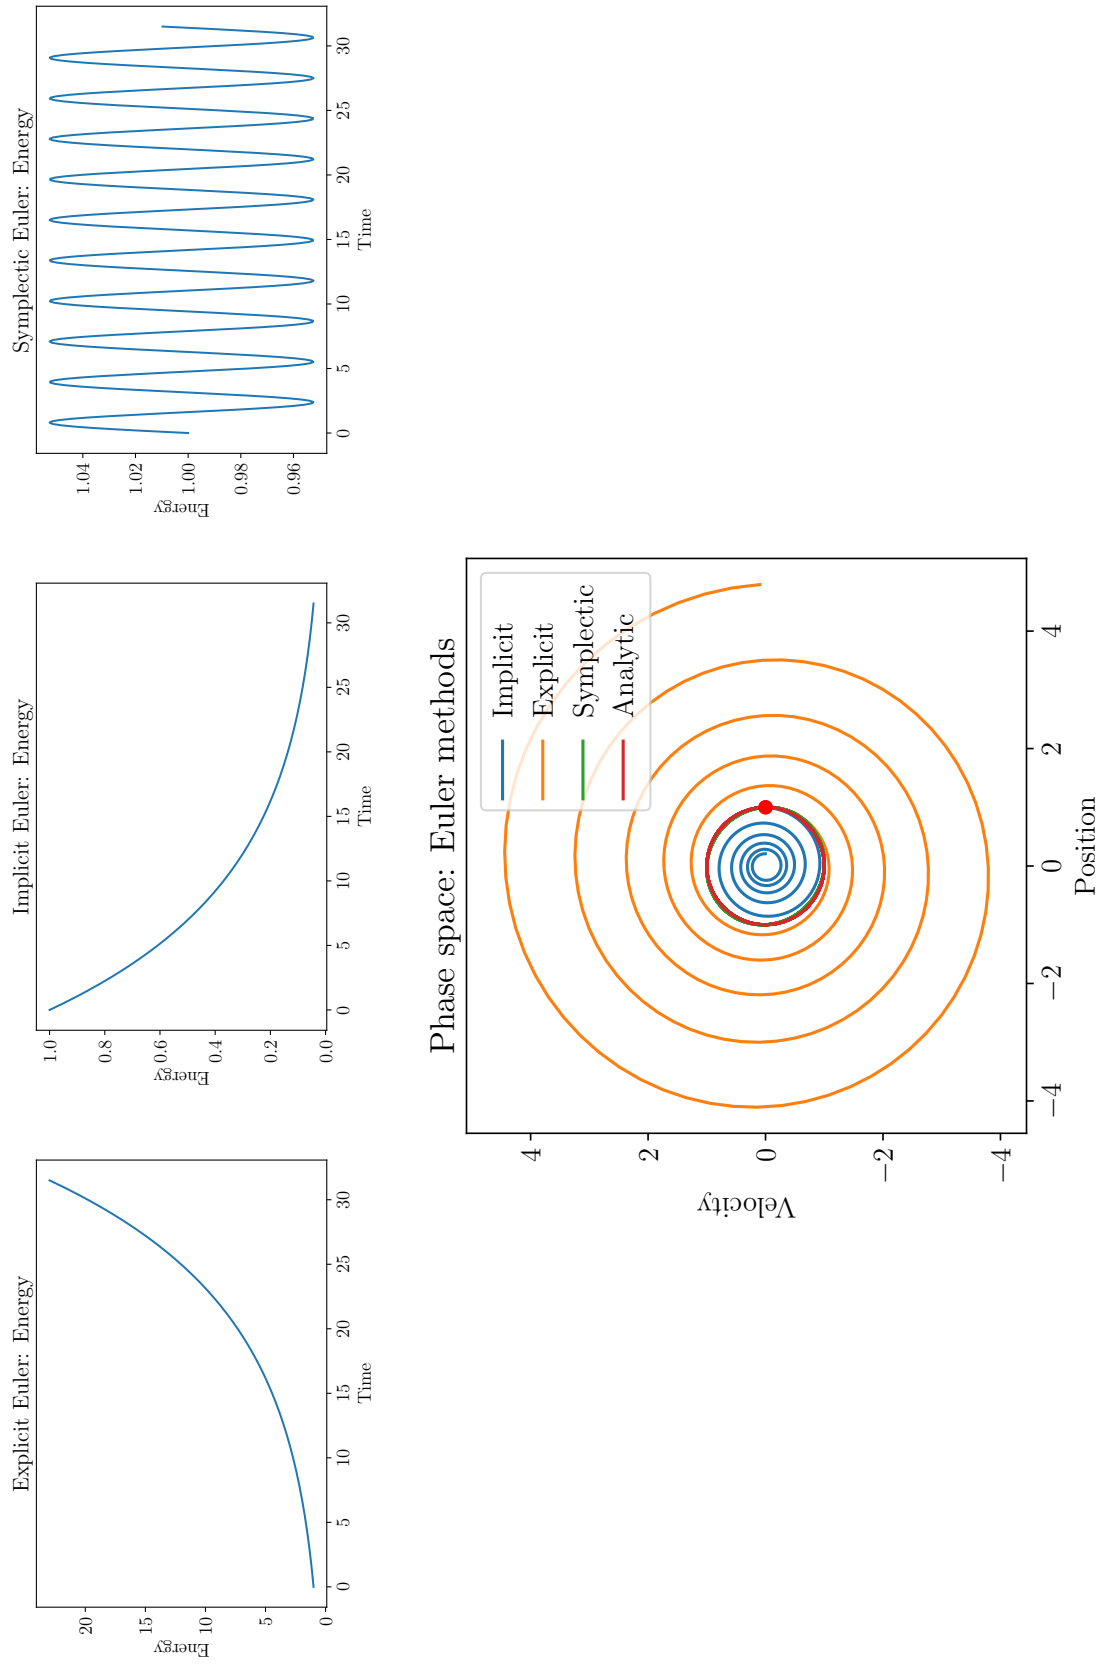 Explicit Euler: Energy
Energy
20
15
10
5
0
0 5 10 15 20 25 30
Time
Implicit Euler: Energy
Energy
1.0
0.8
0.6
0.4
0.2
0.0
0 5 10 15 20 25 30
Time
Symplectic Euler: Energy
Energy
1.04
1.02
1.00
0.98
0.96
0 5 10 15 20 25 30
Time
Phase space: Euler methods
Velocity
4
2
0
−2
−4
Implicit
Explicit
Symplectic
Analytic
−4 −2 0 2 4
Position